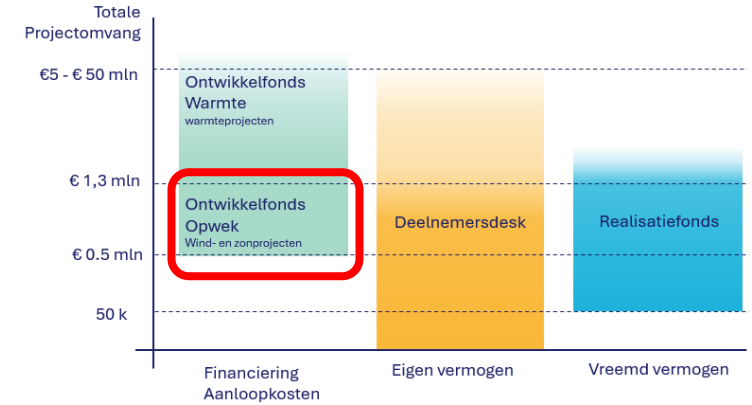 Totale
Projectomvang
€5 - € 50 mln
Ontwikkelfonds
Warmte
warmteprojecten
€ 1,3 mln
Ontwikkelfonds
Opwek
Wind- en zonprojecten
Deelnemersdesk
Realisatiefonds
€ 0.5 mln
50 k
Financiering
Aanloopkosten
Eigen vermogen
Vreemd vermogen